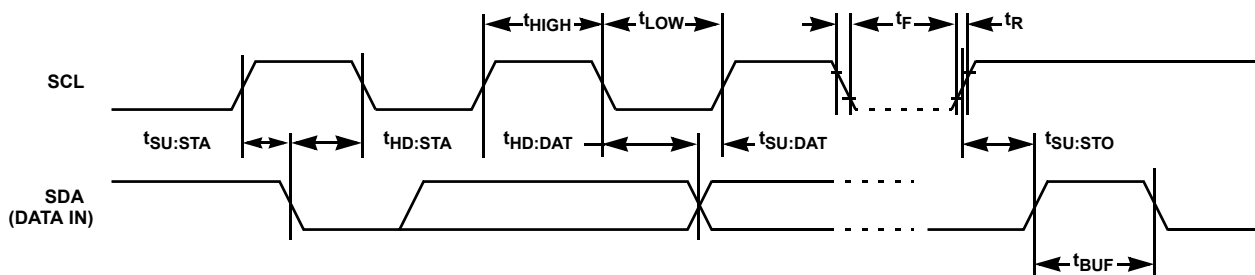 tHIGH tLOW tF tR
SCL
tSU:STA tHD:STA tHD:DAT tSU:DAT tSU:STO
SDA
(DATA IN)
tBUF